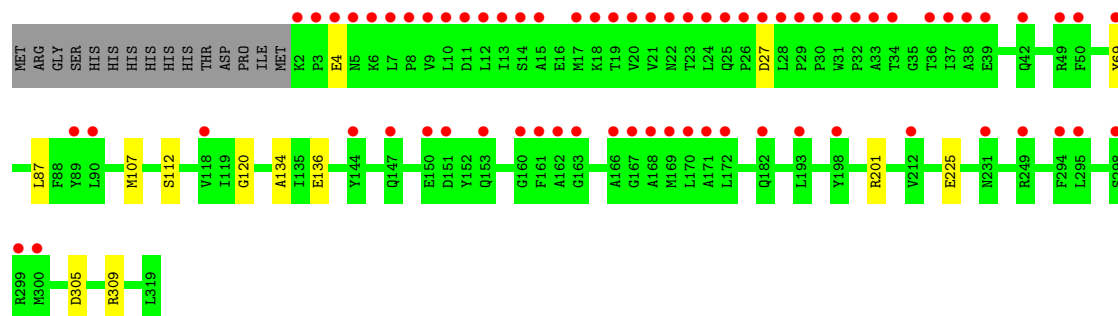 MET ARG GLY SER HIS HIS HIS HIS HIS HIS THR ASP PRO ILE MET K2 P3 E4 N5 K6 L7 P8 V9 L10 D11 L12 I13 S14 A15 E16 M17 K18 T19 V20 V21 N22 T23 L24 Q25 P26 D27 L28 P29 P30 W31 P32 A33 T34 G35 T36 I37 A38 E39 Q42 R49 F50
L87 F88 Y89 L90 M107 S112 V118 I119 G120 A134 I135 E136 Y144 Q147 E150 D151 Y152 Q153 G160 F161 A162 G163 A166 G167 A168 M169 L170 A171 L172 Q182 L193 Y198 R201 V212 E225 N231 R249 F294 L295
R299 M300 D305 R309 L319